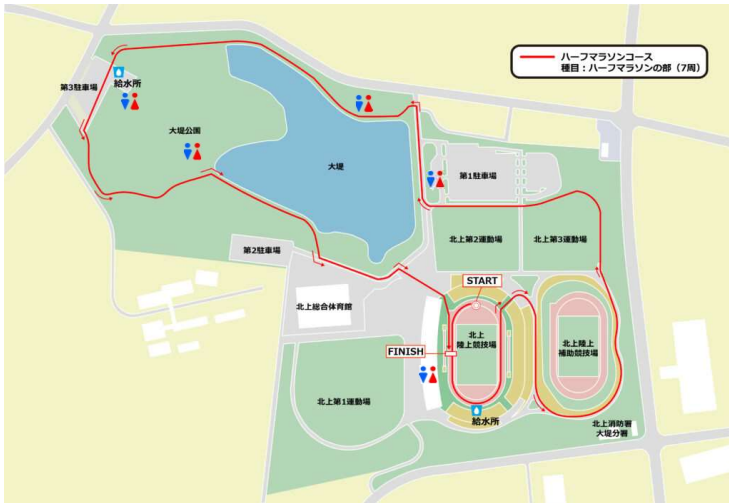 ハーフマラソンコース
種目：ハーフマラソンの部（7周）
第3駐車場
給水所
大堤公園
大堤
第1駐車場
北上第2運動場
北上第3運動場
第2駐車場
北上総合体育館
START
北上
陸上競技場
FINISH
北上陸上
補助競技場
北上第1運動場
給水所
北上消防署
大堤分署